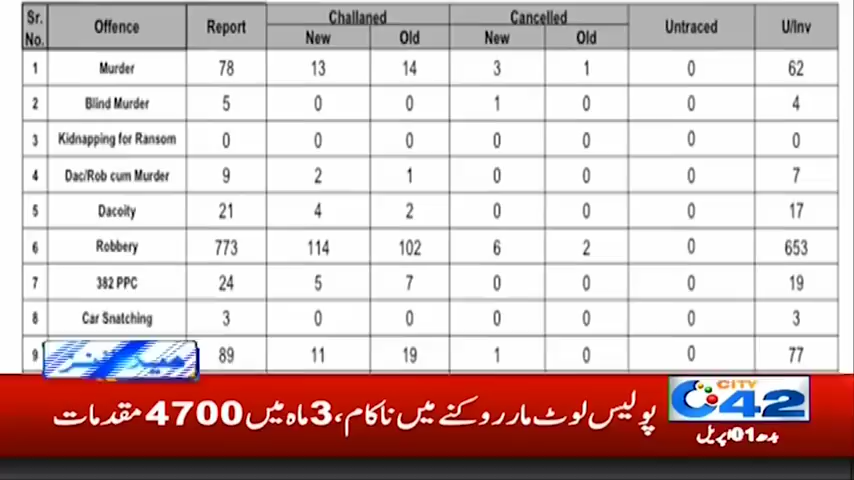 Sr. No. Offence Report Challaned Cancelled Untraced U/Inv
New Old New Old
1 Murder 78 13 14 3 1 0 62
2 Blind Murder 5 0 0 1 0 0 4
3 Kidnapping for Ransom 0 0 0 0 0 0 0
4 Dac/Rob cum Murder 9 2 1 0 0 0 7
5 Dacoity 21 4 2 0 0 0 17
6 Robbery 773 114 102 6 2 0 653
7 382 PPC 24 5 7 0 0 0 19
8 Car Snatching 3 0 0 0 0 0 3
9 89 11 19 1 0 0 77
ہیڈلائنز
CITY 42
پولیس لوٹ مار روکنے میں ناکام، 3 ماہ میں 4700 مقدمات
بدھ 01 اپریل